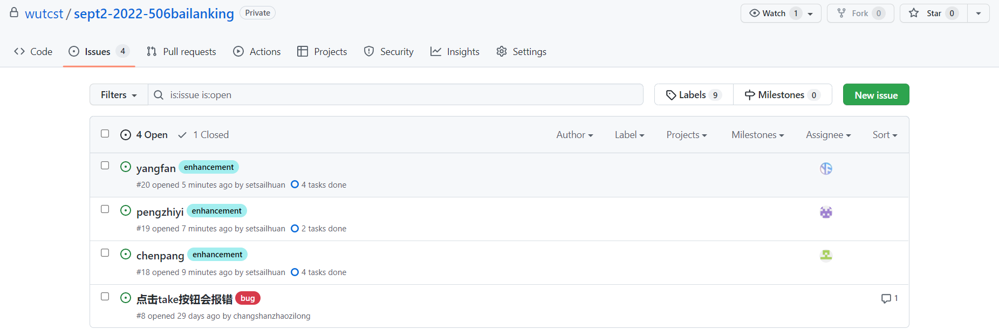 wutcst / sept2-2022-506bailanking Private Watch 1 Fork 0 Star 0
Code Issues 4 Pull requests Actions Projects Security Insights Settings
Filters is:issue is:open Labels 9 Milestones 0 New issue
4 Open 1 Closed Author Label Projects Milestones Assignee Sort
yangfan enhancement
#20 opened 5 minutes ago by setsailhuan 4 tasks done
pengzhiyi enhancement
#19 opened 7 minutes ago by setsailhuan 2 tasks done
chenpang enhancement
#18 opened 9 minutes ago by setsailhuan 4 tasks done
点击take按钮会报错 bug 1
#8 opened 29 days ago by changshanzhaozilong